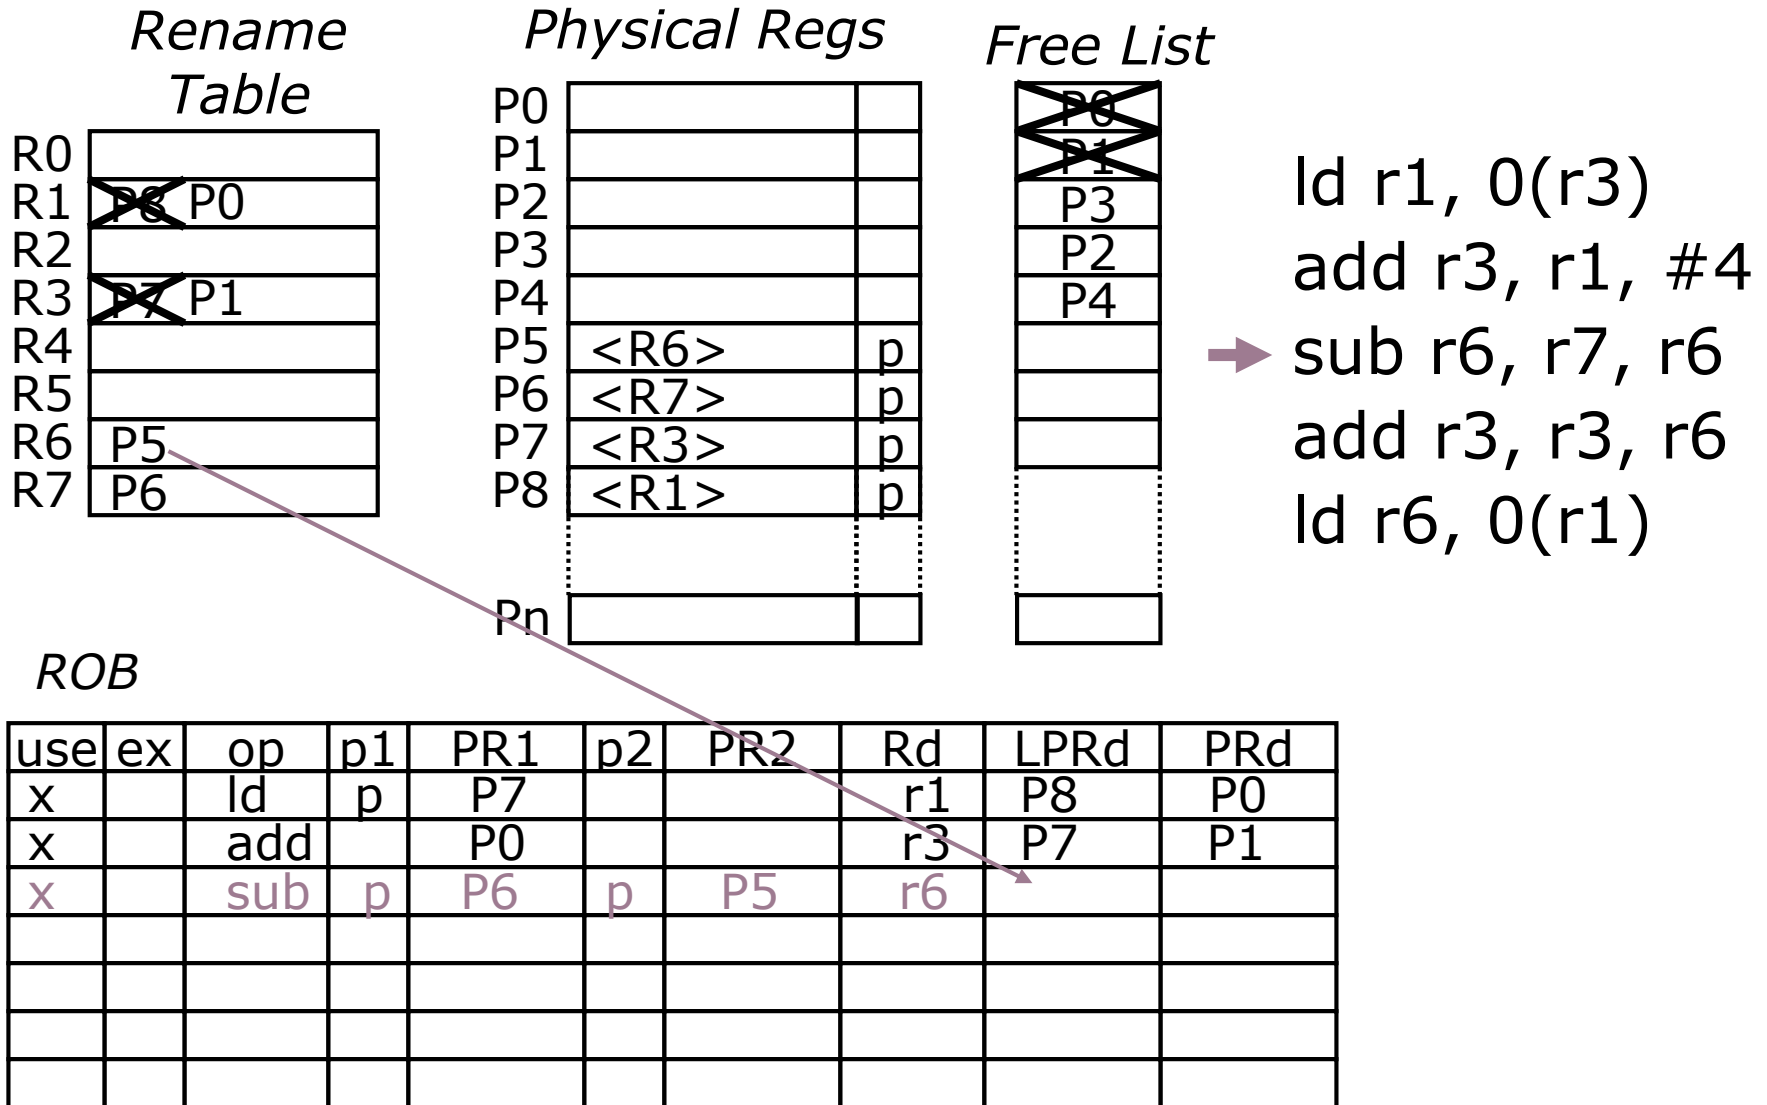 Rename Table
R0
R1 P8 P0
R2
R3 P7 P1
R4
R5
R6 P5
R7 P6
Physical Regs
P0
P1
P2
P3
P4
P5 <R6> p
P6 <R7> p
P7 <R3> p
P8 <R1> p
Pn
Free List
P0
P1
P3
P2
P4
ld r1, 0(r3)
add r3, r1, #4
sub r6, r7, r6
add r3, r3, r6
ld r6, 0(r1)
ROB
use ex op p1 PR1 p2 PR2 Rd LPRd PRd
x ld p P7 r1 P8 P0
x add P0 r3 P7 P1
x sub p P6 p P5 r6